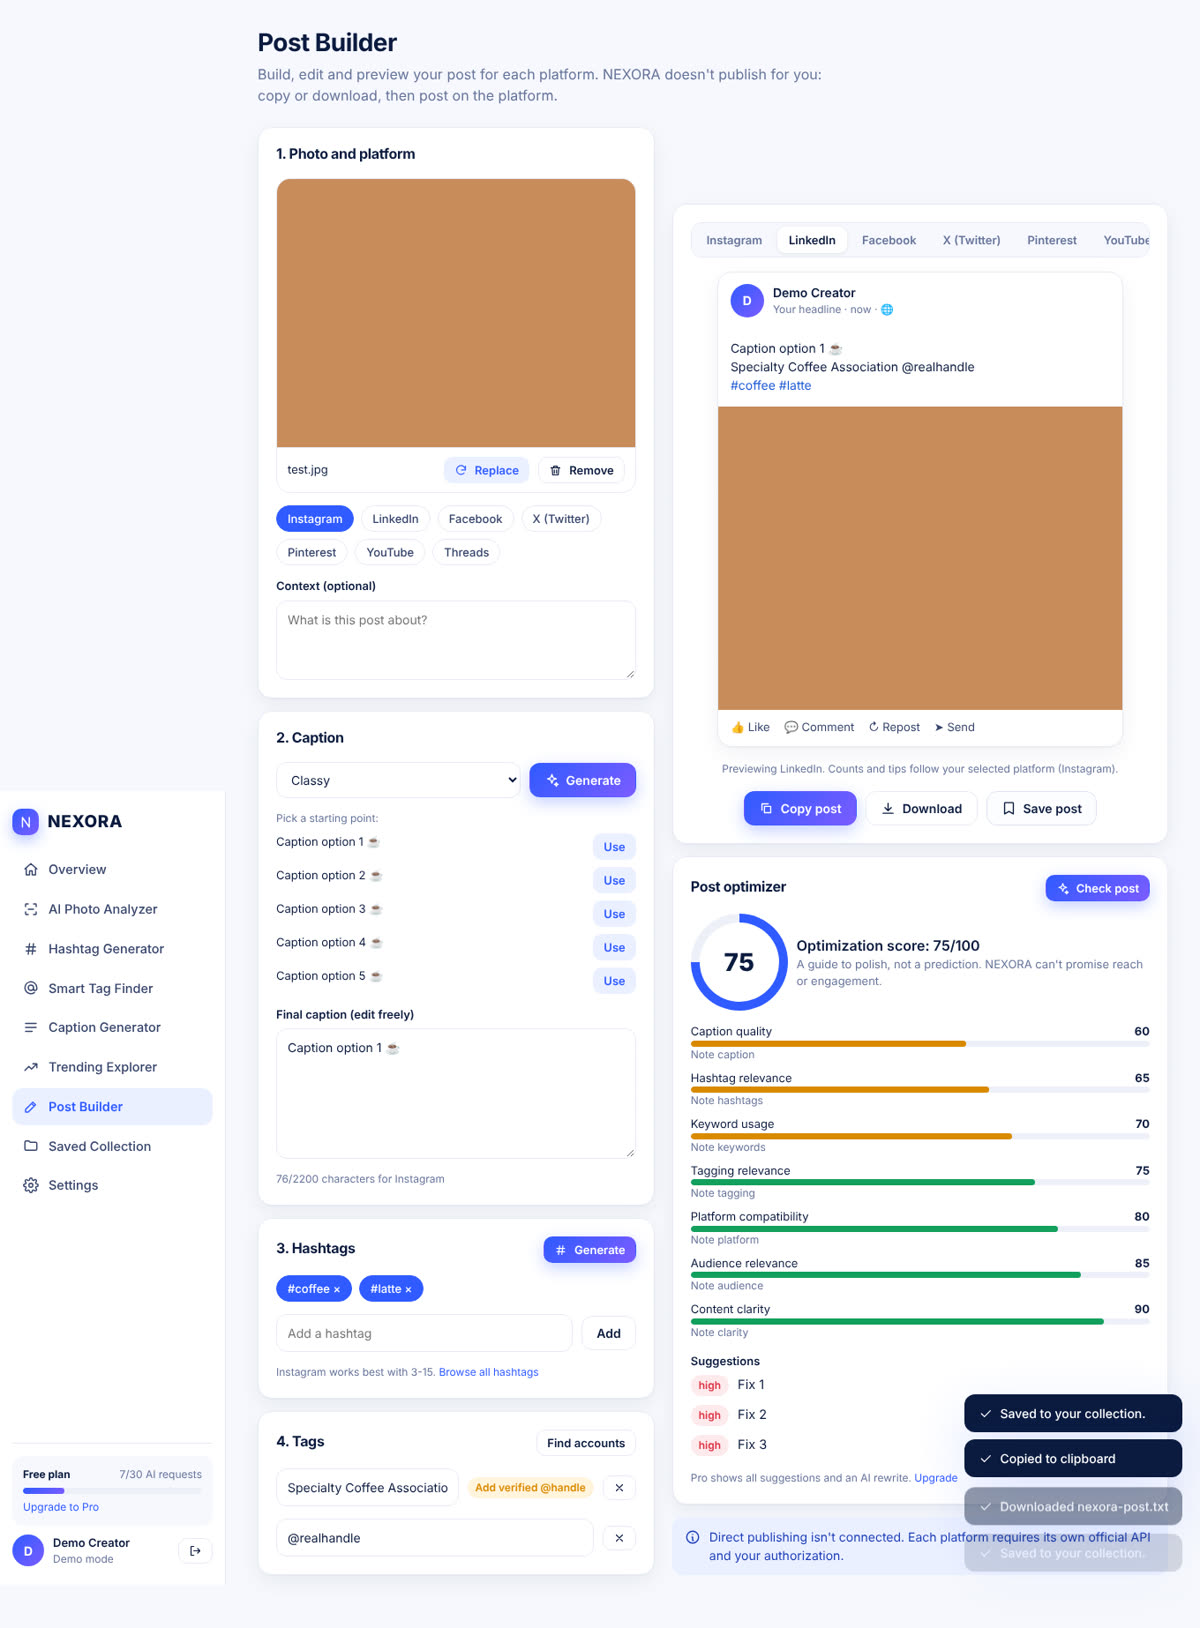 Post Builder
Build, edit and preview your post for each platform. NEXORA doesn't publish for you:
copy or download, then post on the platform.
1. Photo and platform
test.jpg
Replace
Remove
Instagram
LinkedIn
Facebook
X (Twitter)
Pinterest
YouTube
Threads
Context (optional)
What is this post about?
2. Caption
Classy
Generate
Pick a starting point:
Caption option 1 ☕
Use
Caption option 2 ☕
Use
Caption option 3 ☕
Use
Caption option 4 ☕
Use
Caption option 5 ☕
Use
Final caption (edit freely)
Caption option 1 ☕
76/2200 characters for Instagram
3. Hashtags
# Generate
#coffee ×
#latte ×
Add a hashtag
Add
Instagram works best with 3-15. Browse all hashtags
4. Tags
Find accounts
Specialty Coffee Associatio
Add verified @handle
✕
@realhandle
✕
Instagram
LinkedIn
Facebook
X (Twitter)
Pinterest
YouTube
D
Demo Creator
Your headline · now · 🌐
Caption option 1 ☕
Specialty Coffee Association @realhandle
#coffee #latte
👍 Like
💬 Comment
↻ Repost
➤ Send
Previewing LinkedIn. Counts and tips follow your selected platform (Instagram).
Copy post
Download
Save post
Post optimizer
Check post
75
Optimization score: 75/100
A guide to polish, not a prediction. NEXORA can't promise reach
or engagement.
Caption quality
60
Note caption
Hashtag relevance
65
Note hashtags
Keyword usage
70
Note keywords
Tagging relevance
75
Note tagging
Platform compatibility
80
Note platform
Audience relevance
85
Note audience
Content clarity
90
Note clarity
Suggestions
high Fix 1
high Fix 2
high Fix 3
Pro shows all suggestions and an AI rewrite. Upgrade
Direct publishing isn't connected. Each platform requires its own official API
and your authorization.
Saved to your collection.
Copied to clipboard
Downloaded nexora-post.txt
Saved to your collection.
N
NEXORA
Overview
AI Photo Analyzer
Hashtag Generator
Smart Tag Finder
Caption Generator
Trending Explorer
Post Builder
Saved Collection
Settings
Free plan
7/30 AI requests
Upgrade to Pro
D
Demo Creator
Demo mode